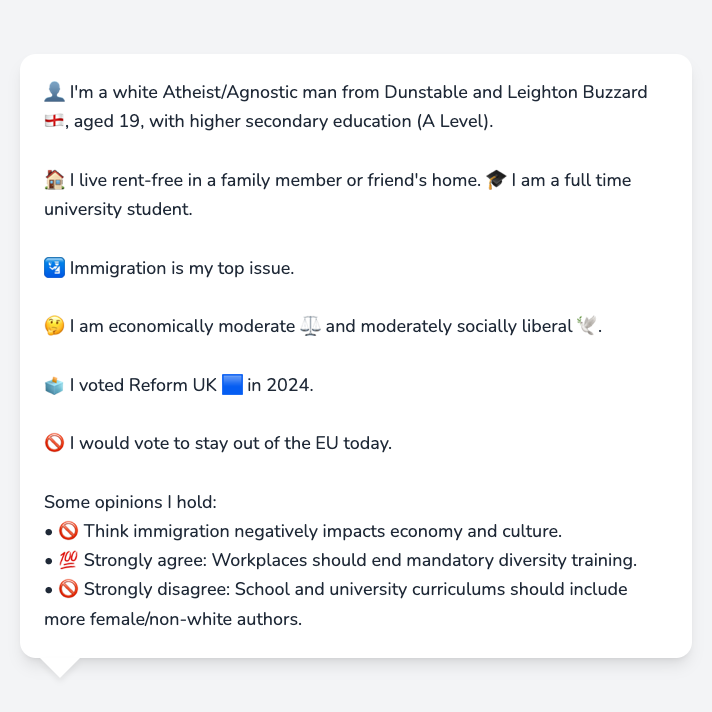 👤 I'm a white Atheist/Agnostic man from Dunstable and Leighton Buzzard
🏴󠁧󠁢󠁥󠁮󠁧󠁿, aged 19, with higher secondary education (A Level).
🏠 I live rent-free in a family member or friend's home. 🎓 I am a full time
university student.
🛂 Immigration is my top issue.
🤔 I am economically moderate ⚖️ and moderately socially liberal 🕊️.
🗳️ I voted Reform UK 🟦 in 2024.
🚫 I would vote to stay out of the EU today.
Some opinions I hold:
• 🚫 Think immigration negatively impacts economy and culture.
• 💯 Strongly agree: Workplaces should end mandatory diversity training.
• 🚫 Strongly disagree: School and university curriculums should include
more female/non-white authors.